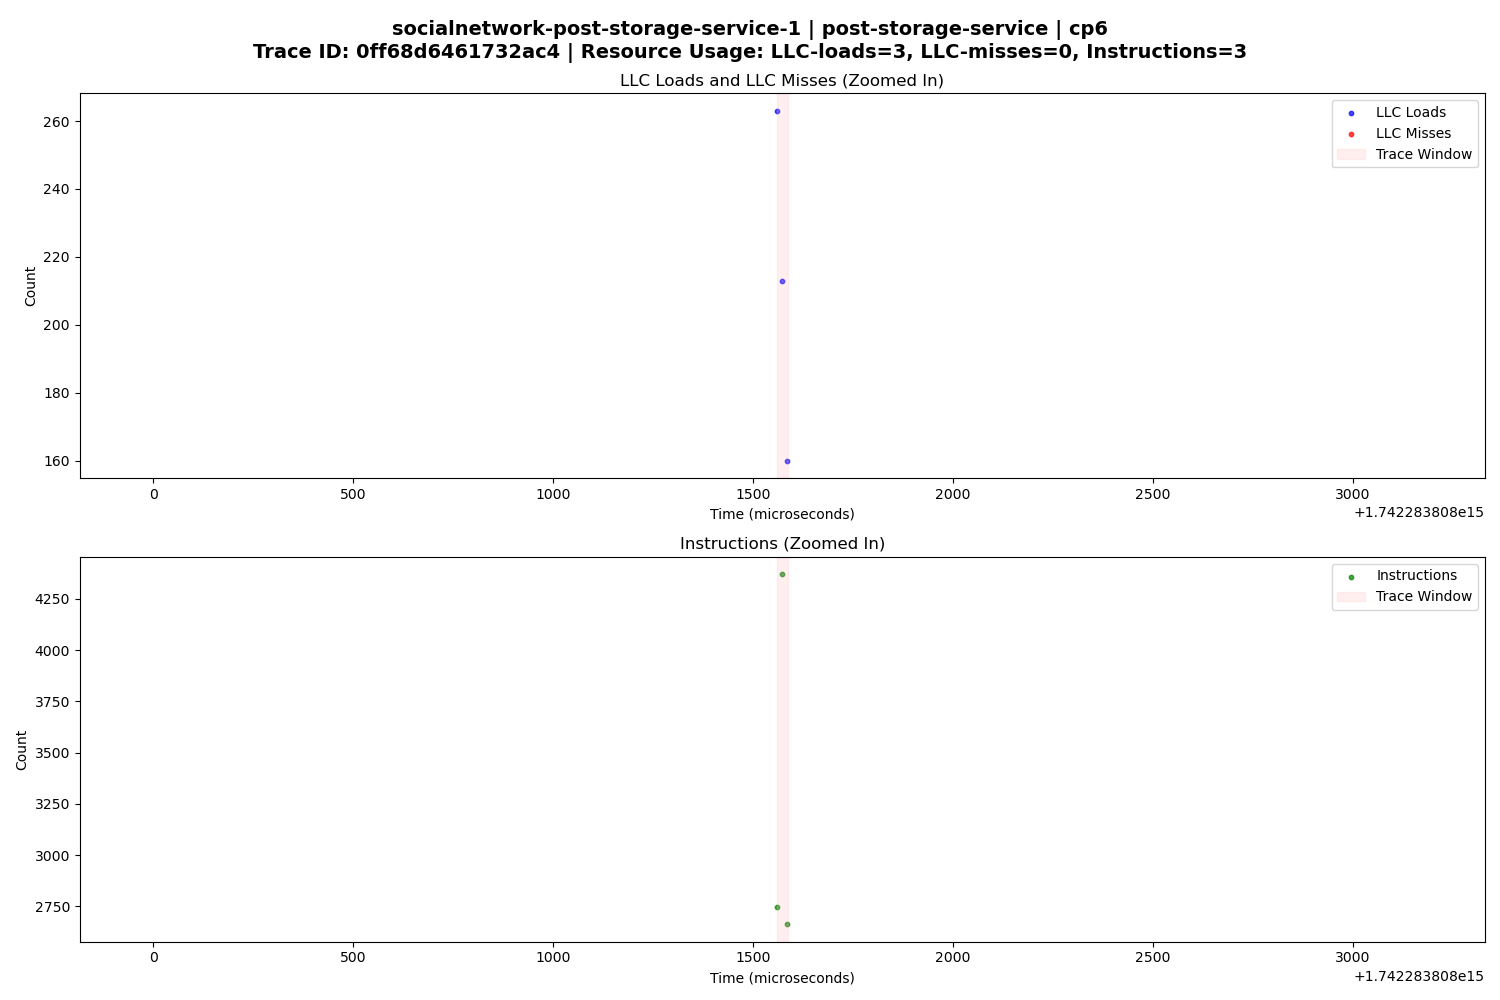 socialnetwork-post-storage-service-1 | post-storage-service | cp6
Trace ID: 0ff68d6461732ac4 | Resource Usage: LLC-loads=3, LLC-misses=0, Instructions=3
LLC Loads and LLC Misses (Zoomed In)
LLC Loads
LLC Misses
Trace Window
260
240
220
200
180
160
Count
0 500 1000 1500 2000 2500 3000
Time (microseconds)
+1.742283808e15
Instructions (Zoomed In)
Instructions
Trace Window
4250
4000
3750
3500
3250
3000
2750
Count
0 500 1000 1500 2000 2500 3000
Time (microseconds)
+1.742283808e15